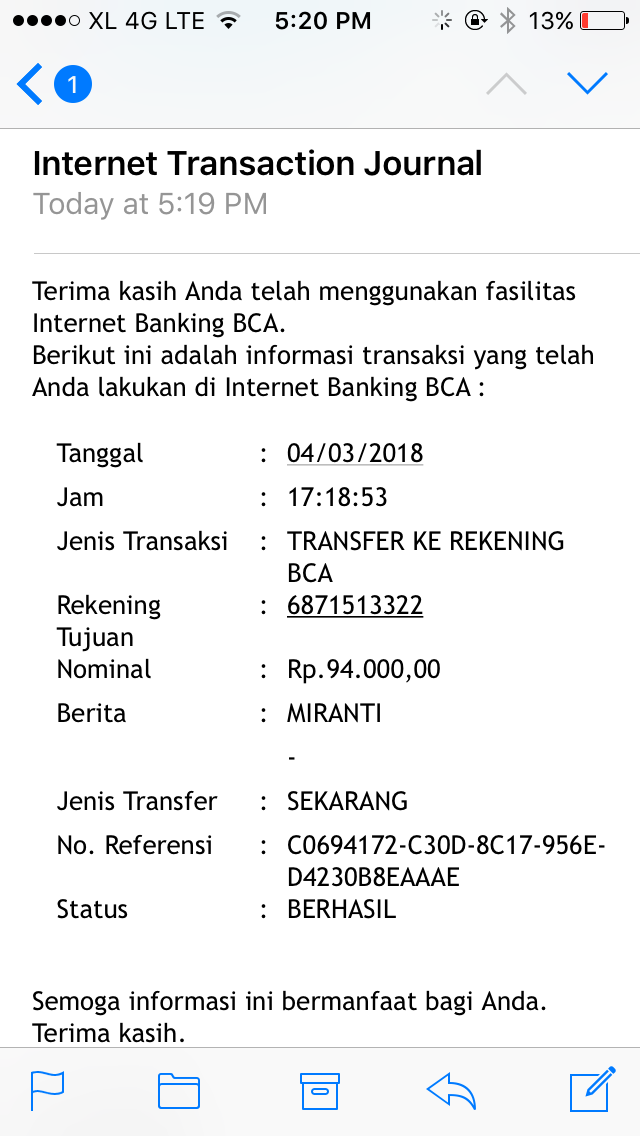 XL 4G LTE 5:20 PM 13%
1
Internet Transaction Journal
Today at 5:19 PM
Terima kasih Anda telah menggunakan fasilitas
Internet Banking BCA.
Berikut ini adalah informasi transaksi yang telah
Anda lakukan di Internet Banking BCA :
Tanggal : 04/03/2018
Jam : 17:18:53
Jenis Transaksi : TRANSFER KE REKENING
BCA
Rekening : 6871513322
Tujuan
Nominal : Rp.94.000,00
Berita : MIRANTI
-
Jenis Transfer : SEKARANG
No. Referensi : C0694172-C30D-8C17-956E-
D4230B8EAAAE
Status : BERHASIL
Semoga informasi ini bermanfaat bagi Anda.
Terima kasih.